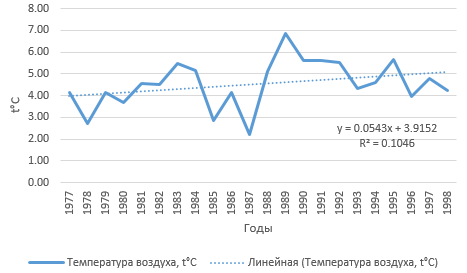 8.00
7.00
6.00
5.00
4.00
3.00
2.00
1.00
0.00
t°C
y = 0.0543x + 3.9152
R² = 0.1046
1977 1978 1979 1980 1981 1982 1983 1984 1985 1986 1987 1988 1989 1990 1991 1992 1993 1994 1995 1996 1997 1998
Годы
Температура воздуха, t°C Линейная (Температура воздуха, t°C)